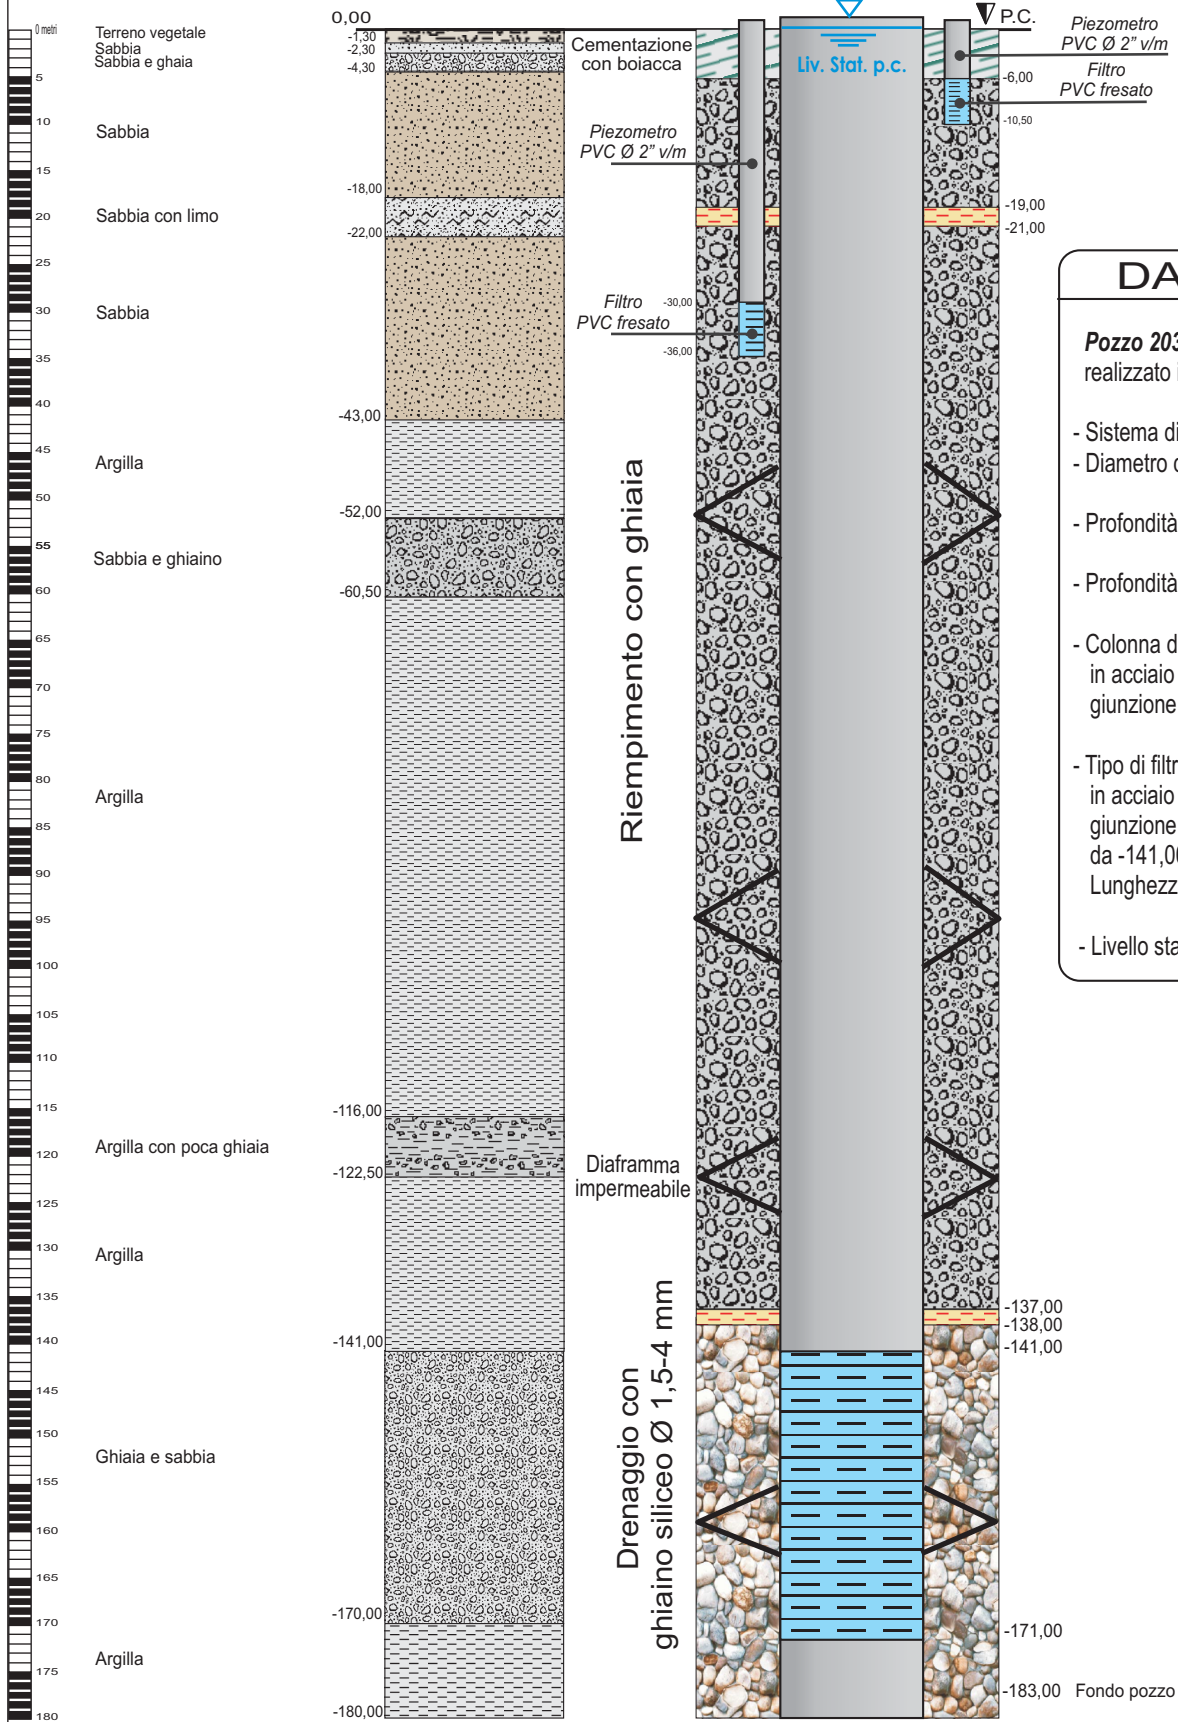 0,00
P.C.
0 metri
Terreno vegetale
-1,30
Sabbia
-2,30
Sabbia e ghaia
-4,30
Cementazione
con boiacca
Liv. Stat. p.c.
Piezometro
PVC Ø 2” v/m
Filtro
PVC fresato
-6,00
-10,50
5
10
Sabbia
Piezometro
PVC Ø 2” v/m
15
-18,00
-19,00
20
Sabbia con limo
-21,00
-22,00
25
30
Sabbia
Filtro
PVC fresato
-30,00
-36,00
35
40
-43,00
45
Argilla
50
-52,00
55
Sabbia e ghiaino
60
-60,50
65
70
75
80
Argilla
85
90
95
100
105
110
115
-116,00
120
Argilla con poca ghiaia
-122,50
125
130
Argilla
135
140
-141,00
145
150
Ghiaia e sabbia
155
160
165
170
-170,00
Argilla
175
180
-180,00
Riempimento con ghiaia
Diaframma
impermeabile
Drenaggio con
ghiaino siliceo Ø 1,5-4 mm
-137,00
-138,00
-141,00
-171,00
-183,00 Fondo pozzo
DA
Pozzo 203
realizzato i
- Sistema di
- Diametro d
- Profondità
- Profondità
- Colonna d
in acciaio
giunzione
- Tipo di filtr
in acciaio
giunzione
da -141,00
Lunghezz
- Livello sta